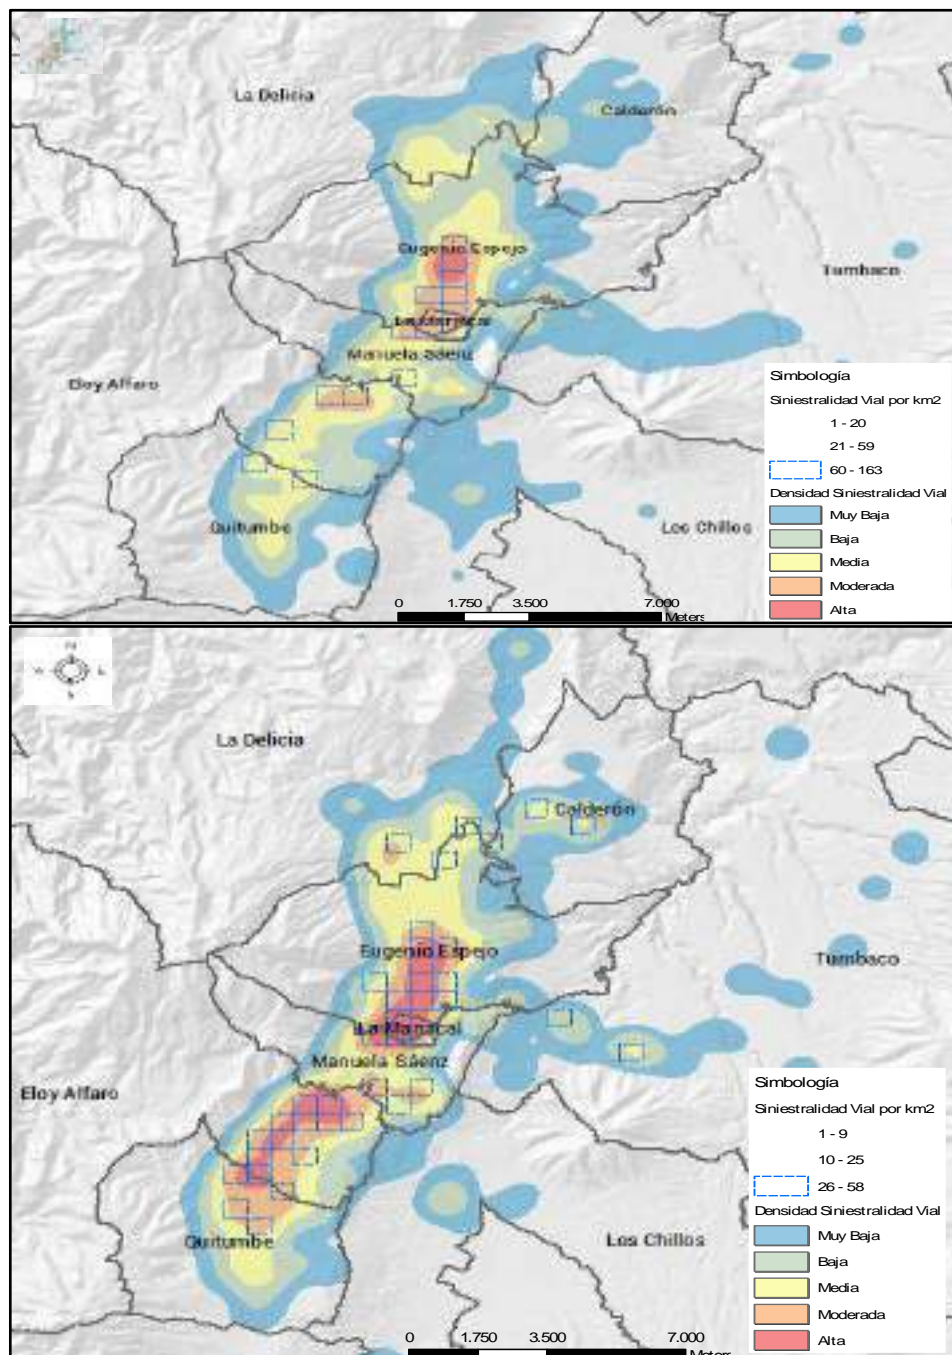 La Delicia
Calderón
Eugenio Espejo
Tumbaco
La Mariscal
Manuela Sáenz
Eloy Alfaro
Quitumbe
Los Chillos
Simbología
Siniestralidad Vial por km2
1 - 20
21 - 59
60 - 163
Densidad Siniestralidad Vial
Muy Baja
Baja
Media
Moderada
Alta
0 1.750 3.500 7.000
Meters
N
W E
S
La Delicia
Calderón
Eugenio Espejo
Tumbaco
La Mariscal
Manuela Sáenz
Eloy Alfaro
Quitumbe
Los Chillos
Simbología
Siniestralidad Vial por km2
1 - 9
10 - 25
26 - 58
Densidad Siniestralidad Vial
Muy Baja
Baja
Media
Moderada
Alta
0 1.750 3.500 7.000
Meters